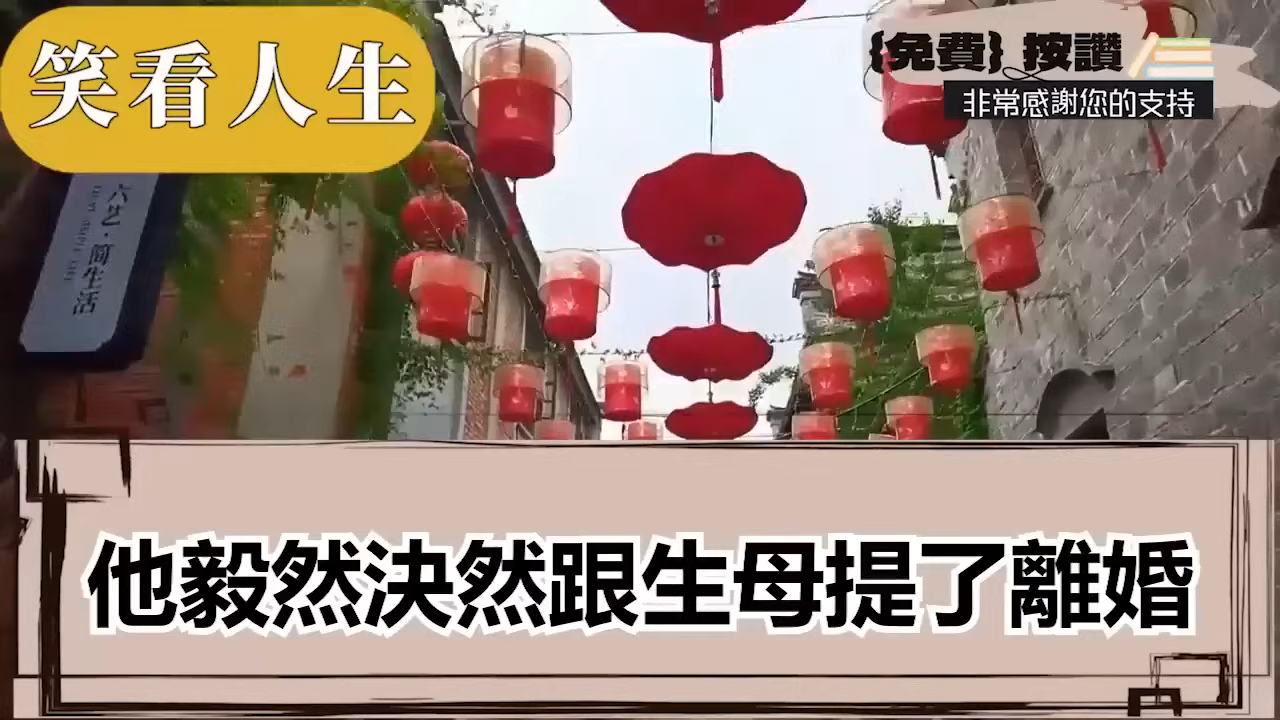 笑看人生
{免費} 按讚
非常感謝您的支持
六艺·简生活
他毅然決然跟生母提了離婚